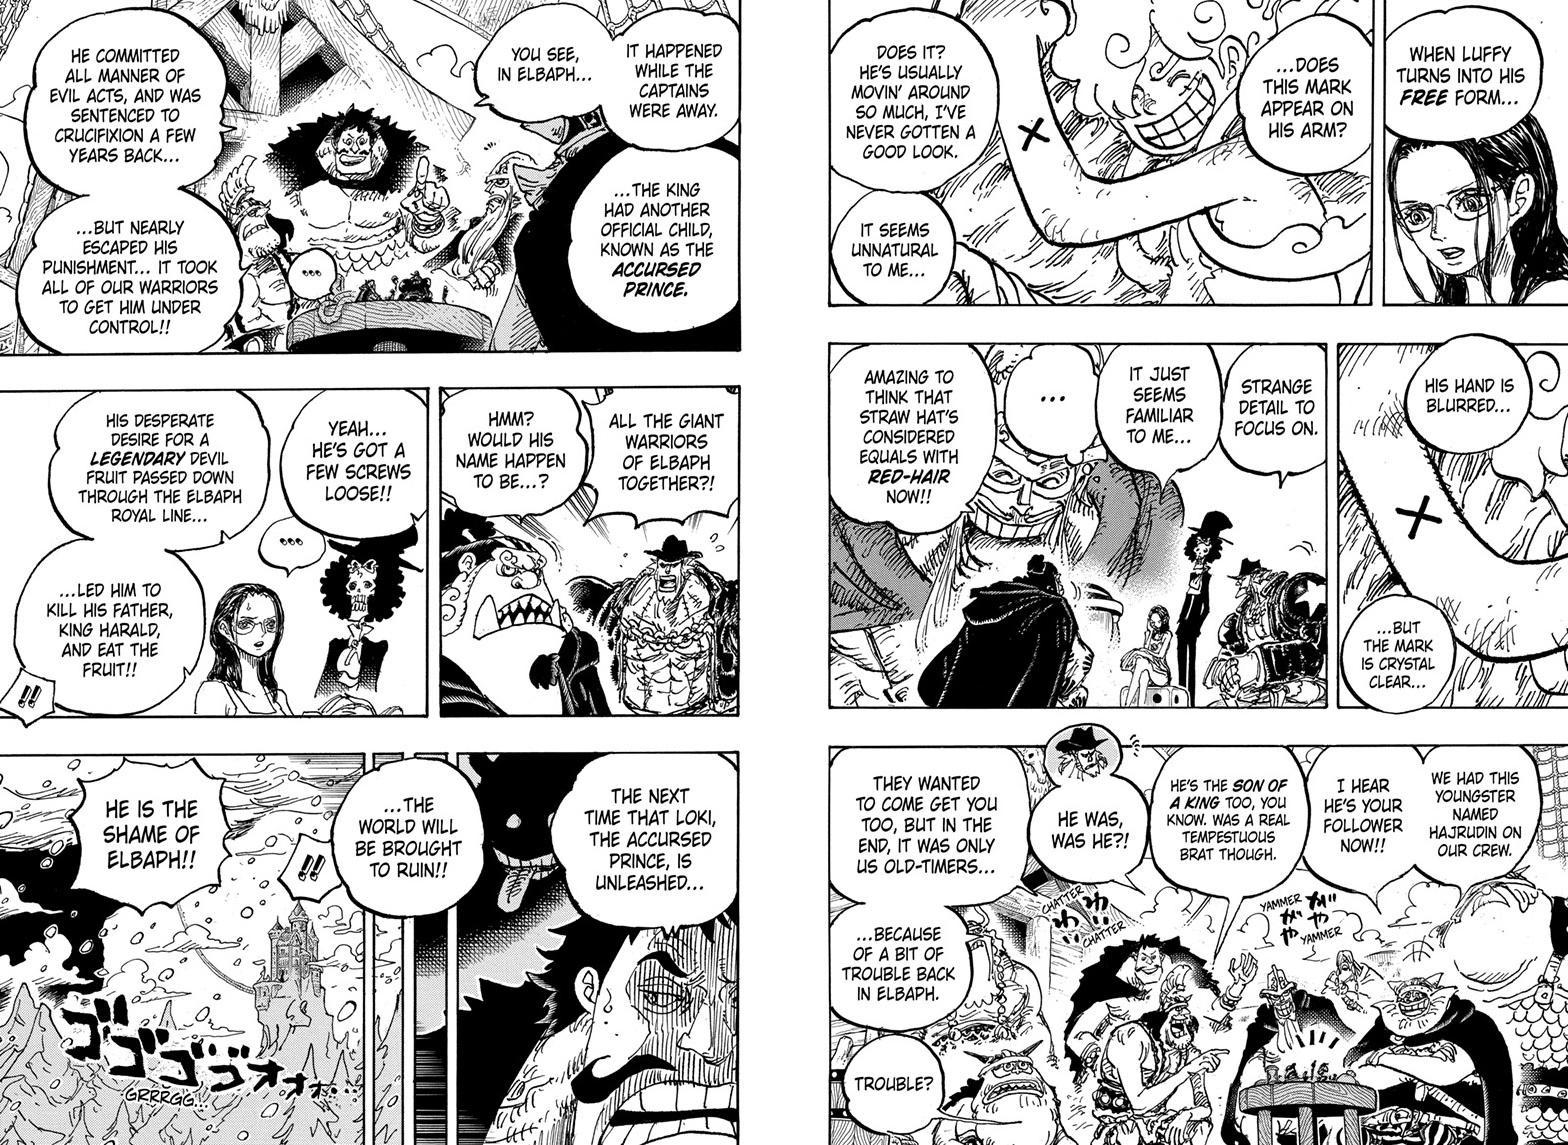 WHEN LUFFY
TURNS INTO HIS
FREE FORM...
...DOES
THIS MARK
APPEAR ON
HIS ARM?
DOES IT?
HE'S USUALLY
MOVIN' AROUND
SO MUCH, I'VE
NEVER GOTTEN A
GOOD LOOK.
IT SEEMS
UNNATURAL
TO ME...
HIS HAND IS
BLURRED...
...BUT
THE MARK
IS CRYSTAL
CLEAR...
STRANGE
DETAIL TO
FOCUS ON.
IT JUST
SEEMS
FAMILIAR
TO ME...
...
AMAZING TO
THINK THAT
STRAW HAT'S
CONSIDERED
EQUALS WITH
RED-HAIR
NOW!!
WE HAD THIS
YOUNGSTER
NAMED
HAJRUDIN ON
OUR CREW.
I HEAR
HE'S YOUR
FOLLOWER
NOW!!
HE'S THE SON OF
A KING TOO, YOU
KNOW. WAS A REAL
TEMPESTUOUS
BRAT THOUGH.
HE WAS,
WAS HE?!
THEY WANTED
TO COME GET YOU
TOO, BUT IN THE
END, IT WAS ONLY
US OLD-TIMERS...
YAMMER
ガヤ
ガヤ
YAMMER
CHATTER
わい
わい
CHATTER
...BECAUSE
OF A BIT OF
TROUBLE BACK
IN ELBAPH.
TROUBLE?
IT HAPPENED
WHILE THE
CAPTAINS
WERE AWAY.
YOU SEE,
IN ELBAPH...
...THE KING
HAD ANOTHER
OFFICIAL CHILD,
KNOWN AS THE
ACCURSED
PRINCE.
HE COMMITTED
ALL MANNER OF
EVIL ACTS, AND WAS
SENTENCED TO
CRUCIFIXION A FEW
YEARS BACK...
...
...BUT NEARLY
ESCAPED HIS
PUNISHMENT... IT TOOK
ALL OF OUR WARRIORS
TO GET HIM UNDER
CONTROL!!
ALL THE GIANT
WARRIORS
OF ELBAPH
TOGETHER?!
HMM?
WOULD HIS
NAME HAPPEN
TO BE...?
YEAH...
HE'S GOT A
FEW SCREWS
LOOSE!!
...
HIS DESPERATE
DESIRE FOR A
LEGENDARY DEVIL
FRUIT PASSED DOWN
THROUGH THE ELBAPH
ROYAL LINE...
...LED HIM TO
KILL HIS FATHER,
KING HARALD,
AND EAT THE
FRUIT!!
!!
THE NEXT
TIME THAT LOKI,
THE ACCURSED
PRINCE, IS
UNLEASHED...
...THE
WORLD WILL
BE BROUGHT
TO RUIN!!
!!
HE IS THE
SHAME OF
ELBAPH!!
ゴゴゴゴオオオ...
GRRRGG...